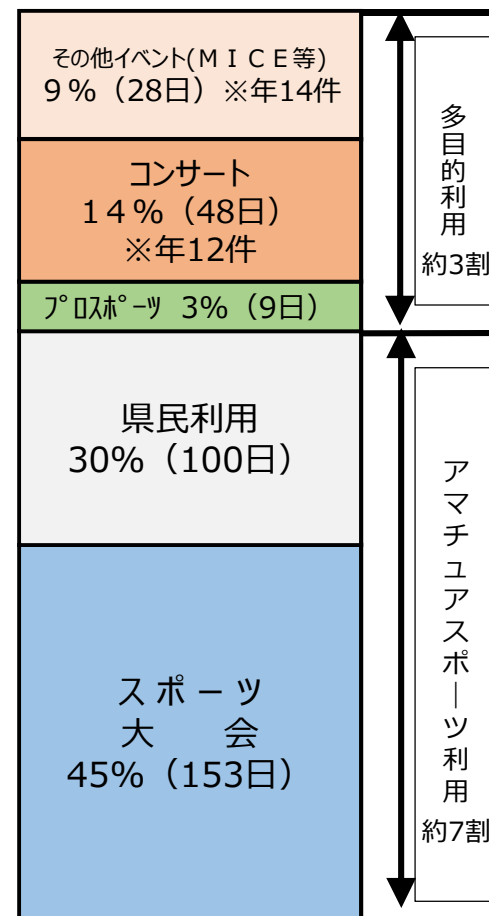 その他イベント(ＭＩＣＥ等)
９%（28日）※年14件
コンサート
１４%（48日）
※年12件
ﾌﾟﾛｽﾎﾟｰﾂ 3%（9日）
県民利用
30%（100日）
スポーツ
大　会
45%（153日）
多目的利用
約3割
アマチュアスポーツ利用
約7割